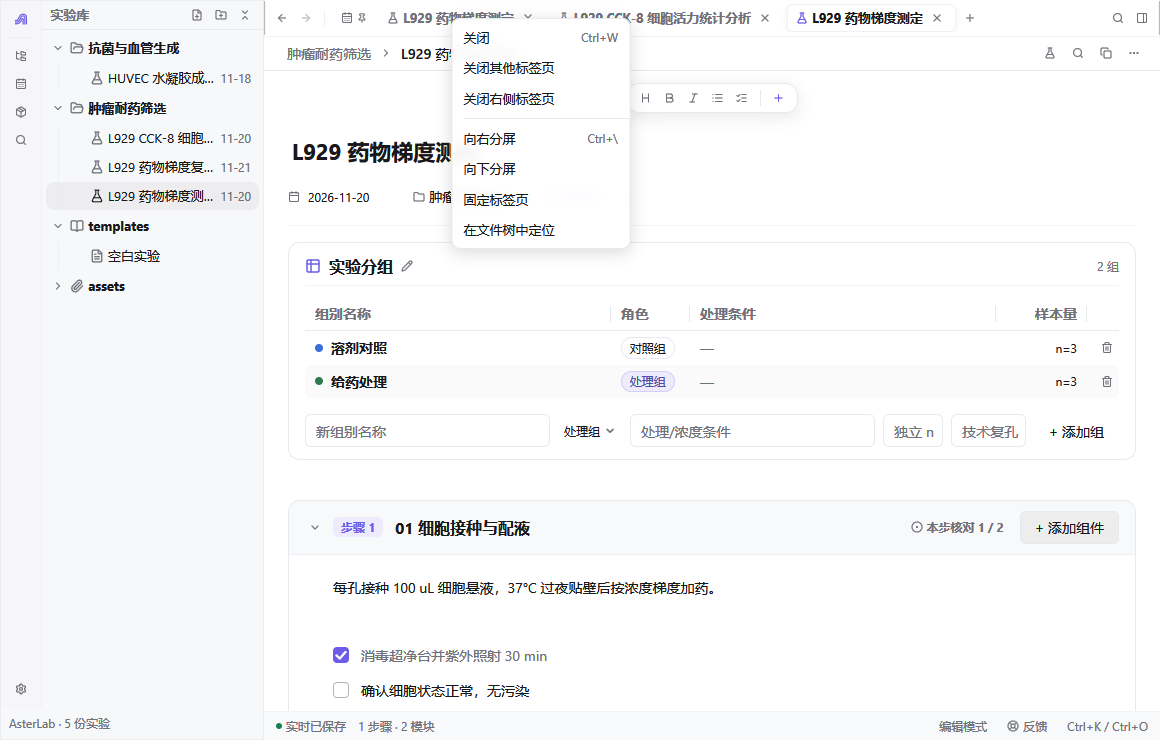 实验库
抗菌与血管生成
HUVEC 水凝胶成... 11-18
肿瘤耐药筛选
L929 CCK-8 细胞... 11-20
L929 药物梯度复... 11-21
L929 药物梯度测... 11-20
templates
空白实验
assets
AsterLab · 5 份实验
L929 药物梯度测定
L929 CCK-8 细胞活力统计分析
L929 药物梯度测定
肿瘤耐药筛选 L929 药
关闭 Ctrl+W
关闭其他标签页
关闭右侧标签页
向右分屏 Ctrl+\
向下分屏
固定标签页
在文件树中定位
H B I
L929 药物梯度测
2026-11-20 肿瘤
实验分组 2 组
组别名称 角色 处理条件 样本量
溶剂对照 对照组 — n=3
给药处理 处理组 — n=3
新组别名称 处理组 处理/浓度条件 独立 n 技术复孔 + 添加组
步骤 1 01 细胞接种与配液 本步核对 1 / 2 + 添加组件
每孔接种 100 uL 细胞悬液，37°C 过夜贴壁后按浓度梯度加药。
消毒超净台并紫外照射 30 min
确认细胞状态正常，无污染
实时已保存 1 步骤 · 2 模块 编辑模式 反馈 Ctrl+K / Ctrl+O